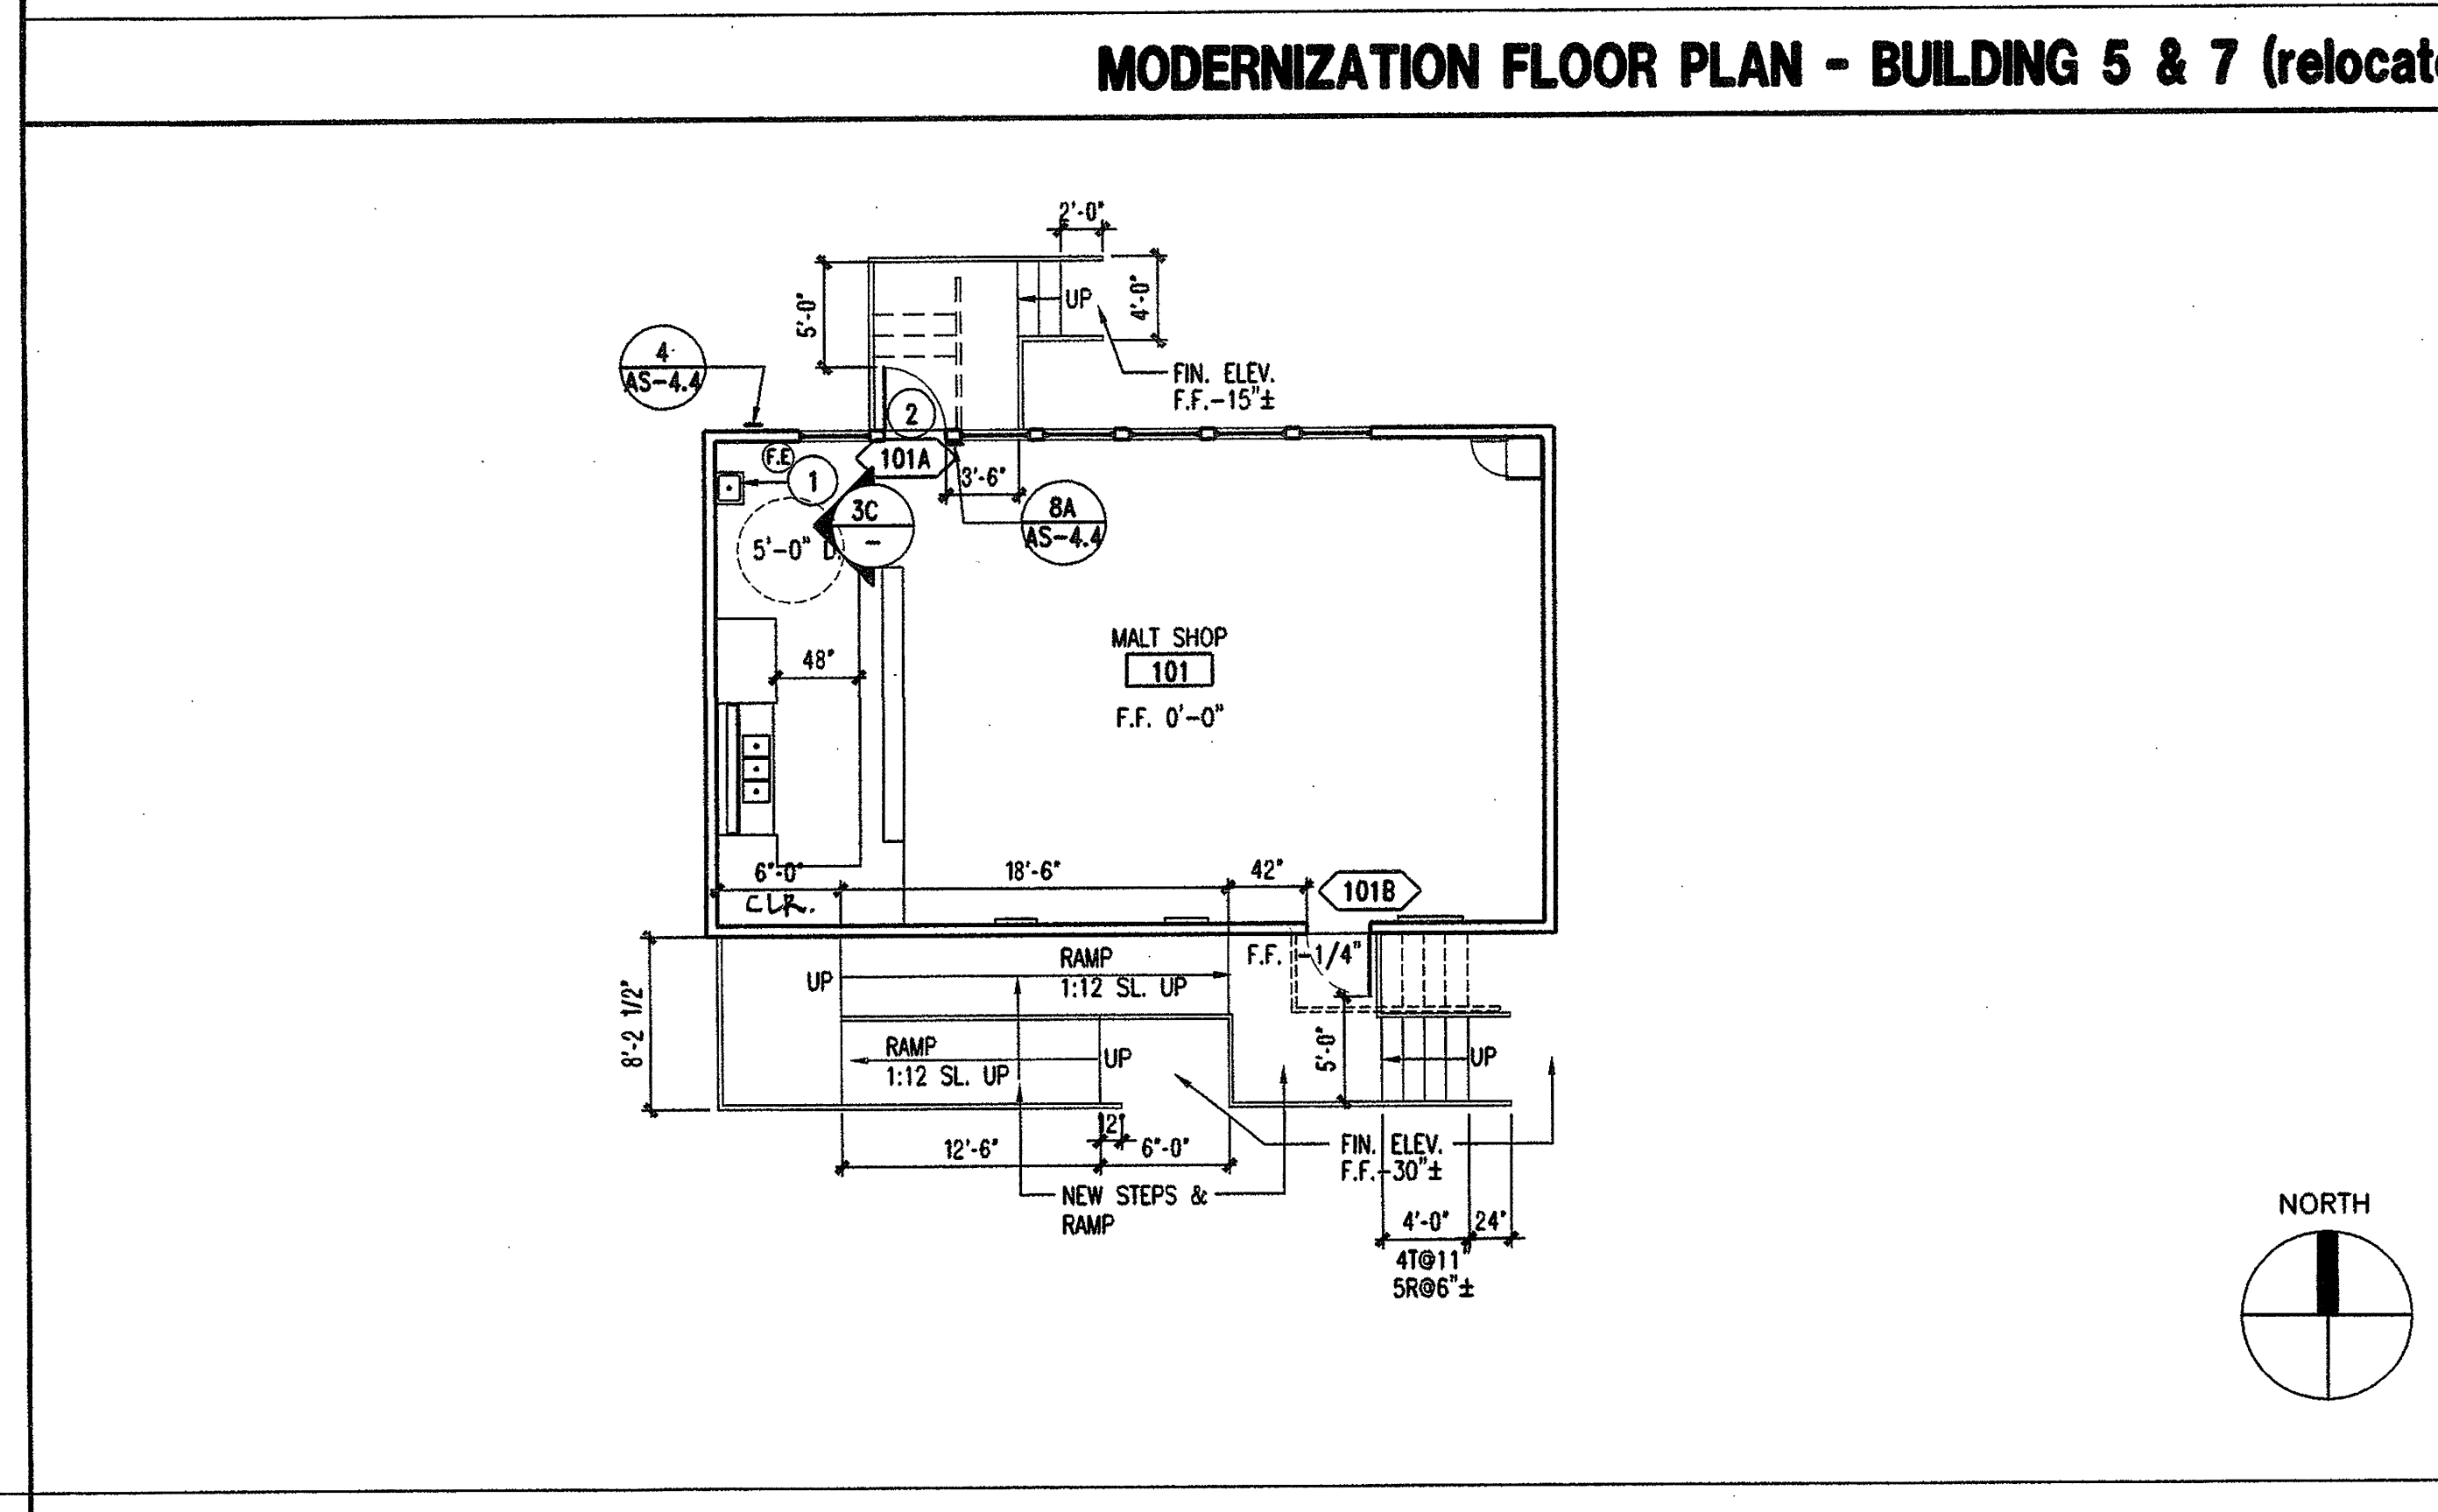 MODERNIZATION FLOOR PLAN - BUILDING 5 & 7 (relocat
2'-0"
5'-0"
UP
4'-0"
4
AS-4.4
FIN. ELEV.
F.F.-15"±
2
F.E
101A
1
3'-6"
3C
-
8A
AS-4.4
5'-0" D.
MALT SHOP
101
48"
F.F. 0'-0"
6"-0"
CLR.
18'-6"
42"
101B
RAMP
F.F. -1/4"
UP
1:12 SL. UP
8'-2 1/2"
RAMP
UP
5'-0"
UP
1:12 SL. UP
12"
12'-6"
6"-0"
FIN. ELEV.
F.F.-30"±
NEW STEPS &
RAMP
NORTH
4'-0"
24"
4T@11"
5R@6"±